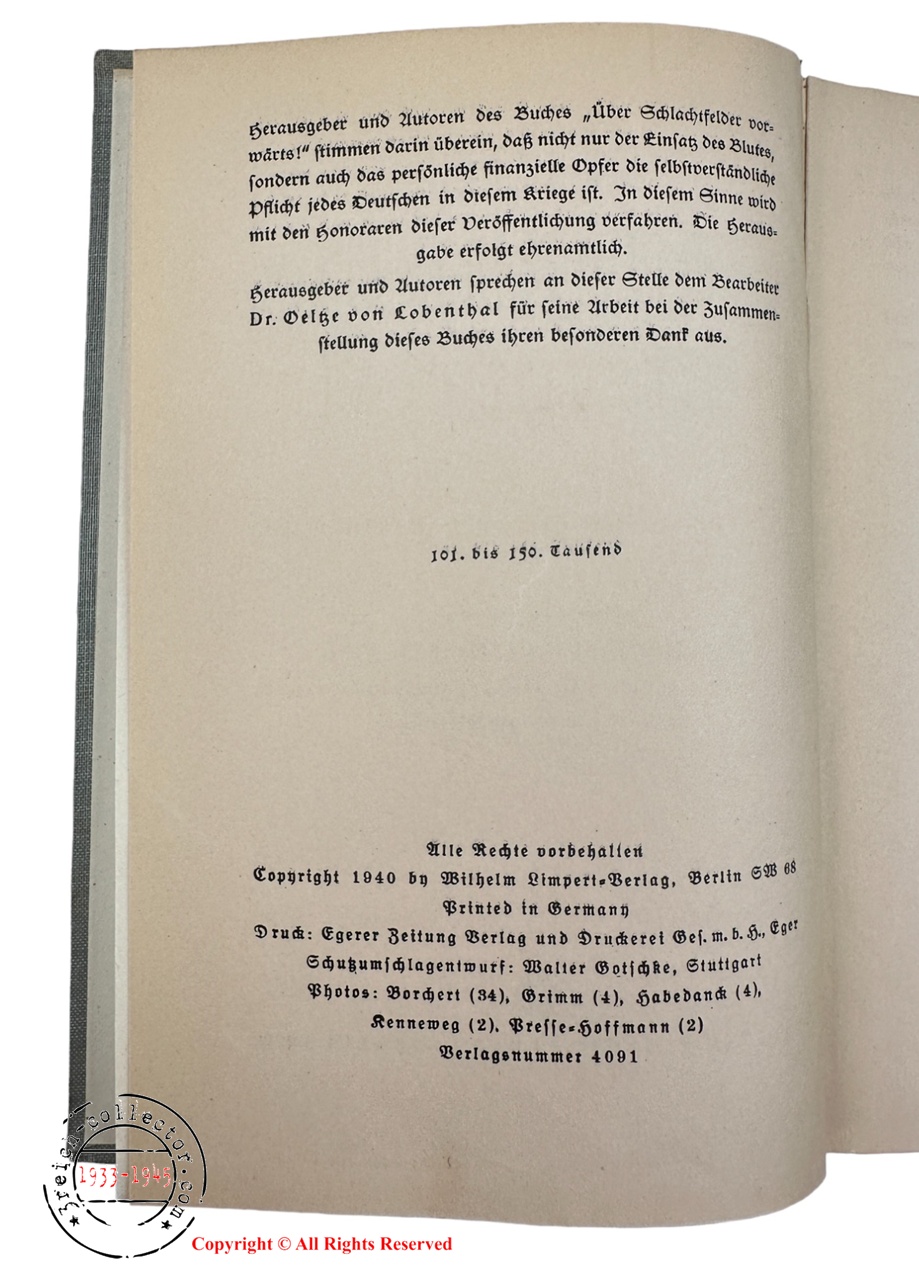 Herausgeber und Autoren des Buches „Über Schlachtfelder vor-
wärts!“ stimmen darin überein, daß nicht nur der Einsatz des Blutes,
sondern auch das persönliche finanzielle Opfer die selbstverständliche
Pflicht jedes Deutschen in diesem Kriege ist. In diesem Sinne wird
mit den Honoraren dieser Veröffentlichung verfahren. Die Heraus-
gabe erfolgt ehrenamtlich.
Herausgeber und Autoren sprechen an dieser Stelle dem Bearbeiter
Dr. Oeltze von Lobenthal für seine Arbeit bei der Zusammen-
stellung dieses Buches ihren besonderen Dank aus.
101. bis 150. Tausend
Alle Rechte vorbehalten
Copyright 1940 by Wilhelm Limpert-Verlag, Berlin SW 68
Printed in Germany
Druck: Egerer Zeitung Verlag und Druckerei Ges. m. b. H., Eger
Schutzumschlagentwurf: Walter Gotschke, Stuttgart
Photos: Borchert (34), Grimm (4), Habedanck (4),
Kenneweg (2), Presse-Hoffmann (2)
Verlagsnummer 4091
3reich-collector.com
1933-1945
Copyright © All Rights Reserved